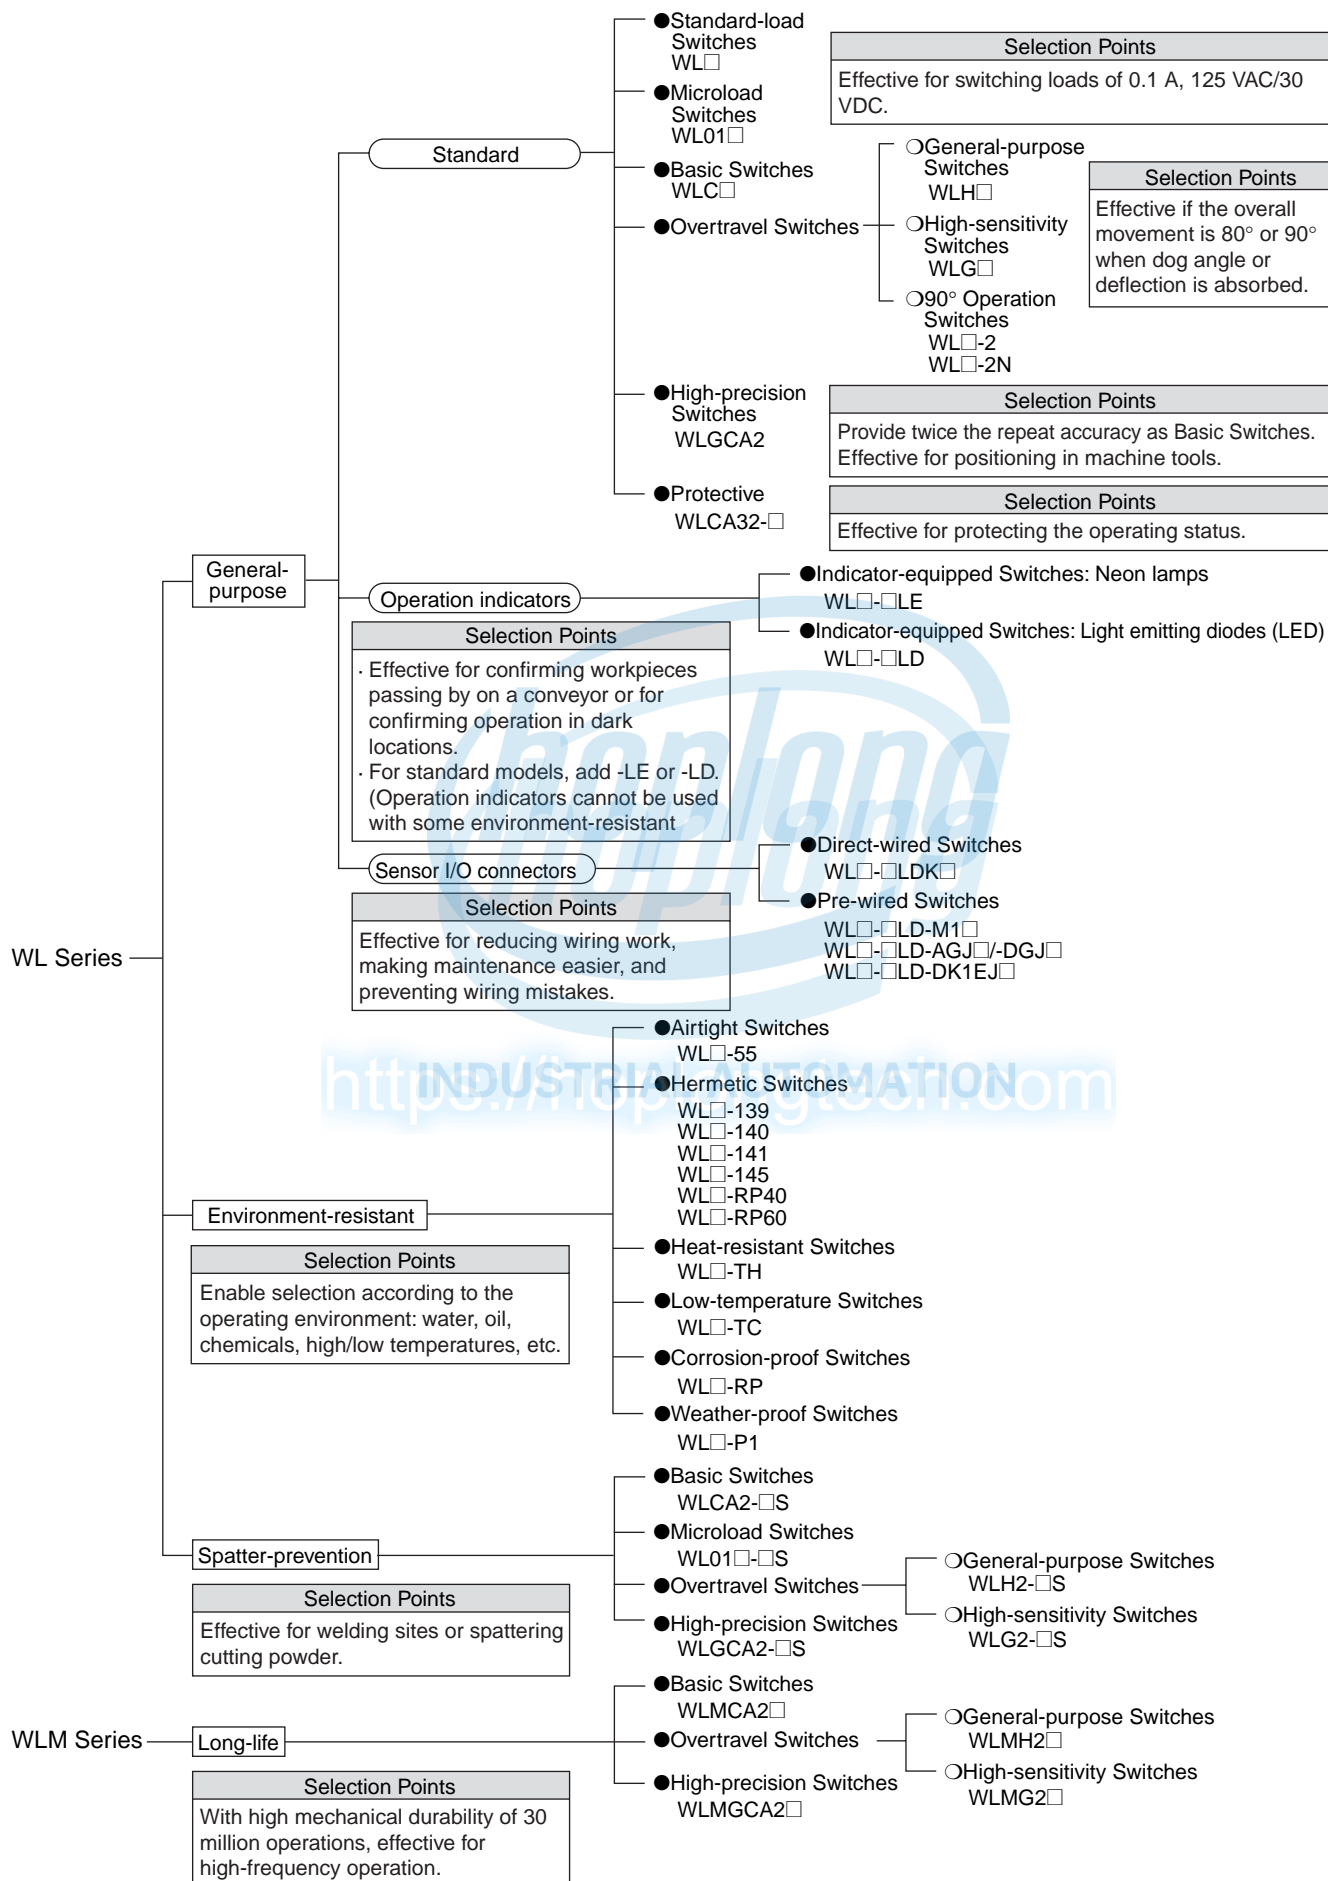 ●Standard-load
Switches
WL□
●Microload
Switches
WL01□
Selection Points
Effective for switching loads of 0.1 A, 125 VAC/30
VDC.
Standard
●Basic Switches
WLC□
●Overtravel Switches
❍General-purpose
Switches
WLH□
❍High-sensitivity
Switches
WLG□
❍90° Operation
Switches
WL□-2
WL□-2N
Selection Points
Effective if the overall
movement is 80° or 90°
when dog angle or
deflection is absorbed.
●High-precision
Switches
WLGCA2
Selection Points
Provide twice the repeat accuracy as Basic Switches.
Effective for positioning in machine tools.
●Protective
WLCA32-□
Selection Points
Effective for protecting the operating status.
General-
purpose
Operation indicators
●Indicator-equipped Switches: Neon lamps
WL□-□LE
●Indicator-equipped Switches: Light emitting diodes (LED)
WL□-□LD
Selection Points
· Effective for confirming workpieces
passing by on a conveyor or for
confirming operation in dark
locations.
· For standard models, add -LE or -LD.
(Operation indicators cannot be used
with some environment-resistant
hoplong
hoplong
Sensor I/O connectors
●Direct-wired Switches
WL□-□LDK□
●Pre-wired Switches
WL□-□LD-M1□
WL□-□LD-AGJ□/-DGJ□
WL□-□LD-DK1EJ□
Selection Points
Effective for reducing wiring work,
making maintenance easier, and
preventing wiring mistakes.
WL Series
●Airtight Switches
WL□-55
INDUSTRIAL AUTOMATION
https://hoplongtech.com
●Hermetic Switches
WL□-139
WL□-140
WL□-141
WL□-145
WL□-RP40
WL□-RP60
Environment-resistant
Selection Points
Enable selection according to the
operating environment: water, oil,
chemicals, high/low temperatures, etc.
●Heat-resistant Switches
WL□-TH
●Low-temperature Switches
WL□-TC
●Corrosion-proof Switches
WL□-RP
●Weather-proof Switches
WL□-P1
Spatter-prevention
Selection Points
Effective for welding sites or spattering
cutting powder.
●Basic Switches
WLCA2-□S
●Microload Switches
WL01□-□S
●Overtravel Switches
❍General-purpose Switches
WLH2-□S
❍High-sensitivity Switches
WLG2-□S
●High-precision Switches
WLGCA2-□S
WLM Series
Long-life
Selection Points
With high mechanical durability of 30
million operations, effective for
high-frequency operation.
●Basic Switches
WLMCA2□
●Overtravel Switches
❍General-purpose Switches
WLMH2□
❍High-sensitivity Switches
WLMG2□
●High-precision Switches
WLMGCA2□